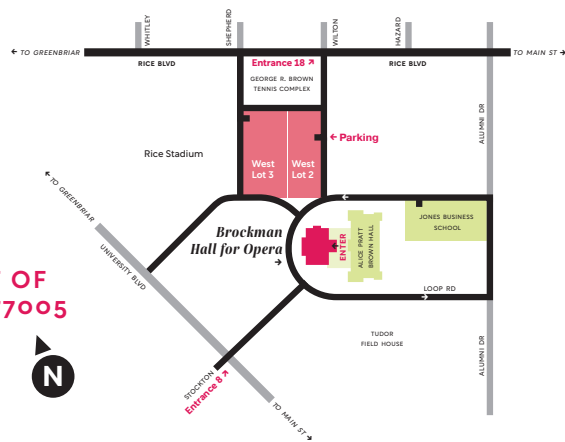 WHITLEY
SHEPHERD
WILTON
HAZARD
← TO GREENBRIAR
RICE BLVD
Entrance 18 ↗
RICE BLVD
TO MAIN ST →
GEORGE R. BROWN
TENNIS COMPLEX
ALUMNI DR
← Parking
Rice Stadium
West
Lot 3
West
Lot 2
TO GREENBRIAR
JONES BUSINESS
SCHOOL
Brockman
Hall for Opera
ENTER
ALICE PRATT
BROWN HALL
UNIVERSITY BLVD
E OF
77005
LOOP RD
TUDOR
FIELD HOUSE
ALUMNI DR
N
STOCKTON
Entrance 8 ↗
TO MAIN ST →